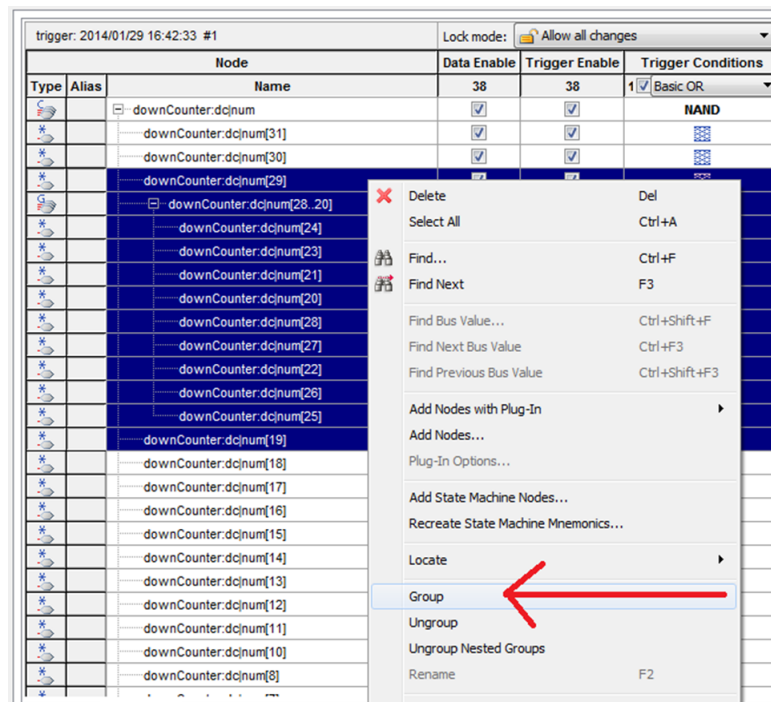 trigger: 2014/01/29 16:42:33 #1 Lock mode: Allow all changes
Node Data Enable Trigger Enable Trigger Conditions
Type Alias Name 38 38 1 Basic OR
downCounter:dc|num NAND
downCounter:dc|num[31]
downCounter:dc|num[30]
downCounter:dc|num[29]
downCounter:dc|num[28..20]
downCounter:dc|num[24]
downCounter:dc|num[23]
downCounter:dc|num[21]
downCounter:dc|num[20]
downCounter:dc|num[28]
downCounter:dc|num[27]
downCounter:dc|num[22]
downCounter:dc|num[26]
downCounter:dc|num[25]
downCounter:dc|num[19]
downCounter:dc|num[18]
downCounter:dc|num[17]
downCounter:dc|num[16]
downCounter:dc|num[15]
downCounter:dc|num[14]
downCounter:dc|num[13]
downCounter:dc|num[12]
downCounter:dc|num[11]
downCounter:dc|num[10]
downCounter:dc|num[8]
Delete Del
Select All Ctrl+A
Find... Ctrl+F
Find Next F3
Find Bus Value... Ctrl+Shift+F
Find Next Bus Value Ctrl+F3
Find Previous Bus Value Ctrl+Shift+F3
Add Nodes with Plug-In
Add Nodes...
Plug-In Options...
Add State Machine Nodes...
Recreate State Machine Mnemonics...
Locate
Group
Ungroup
Ungroup Nested Groups
Rename F2